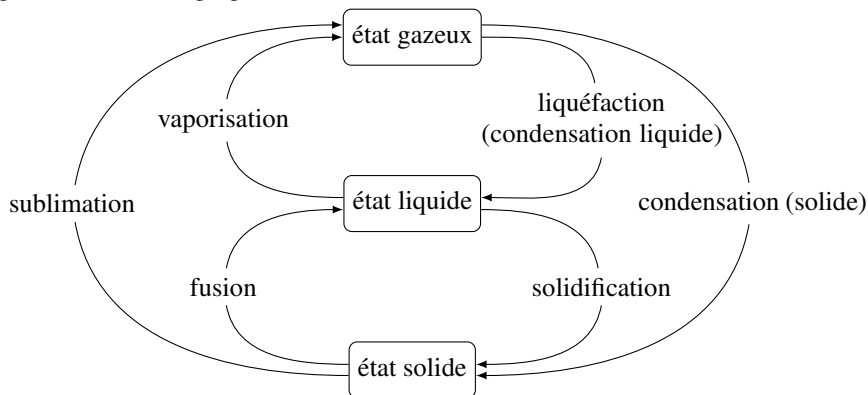 état gazeux
vaporisation
liquéfaction
(condensation liquide)
sublimation
état liquide
condensation (solide)
fusion
solidification
état solide